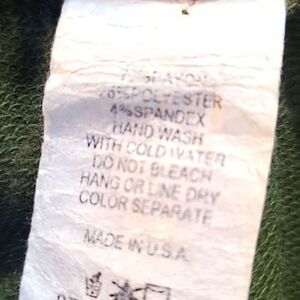 RAYON
POLYESTER
4% SPANDEX
HAND WASH
WITH COLD WATER
DO NOT BLEACH
HANG OR LINE DRY
COLOR SEPARATE
MADE IN U.S.A.